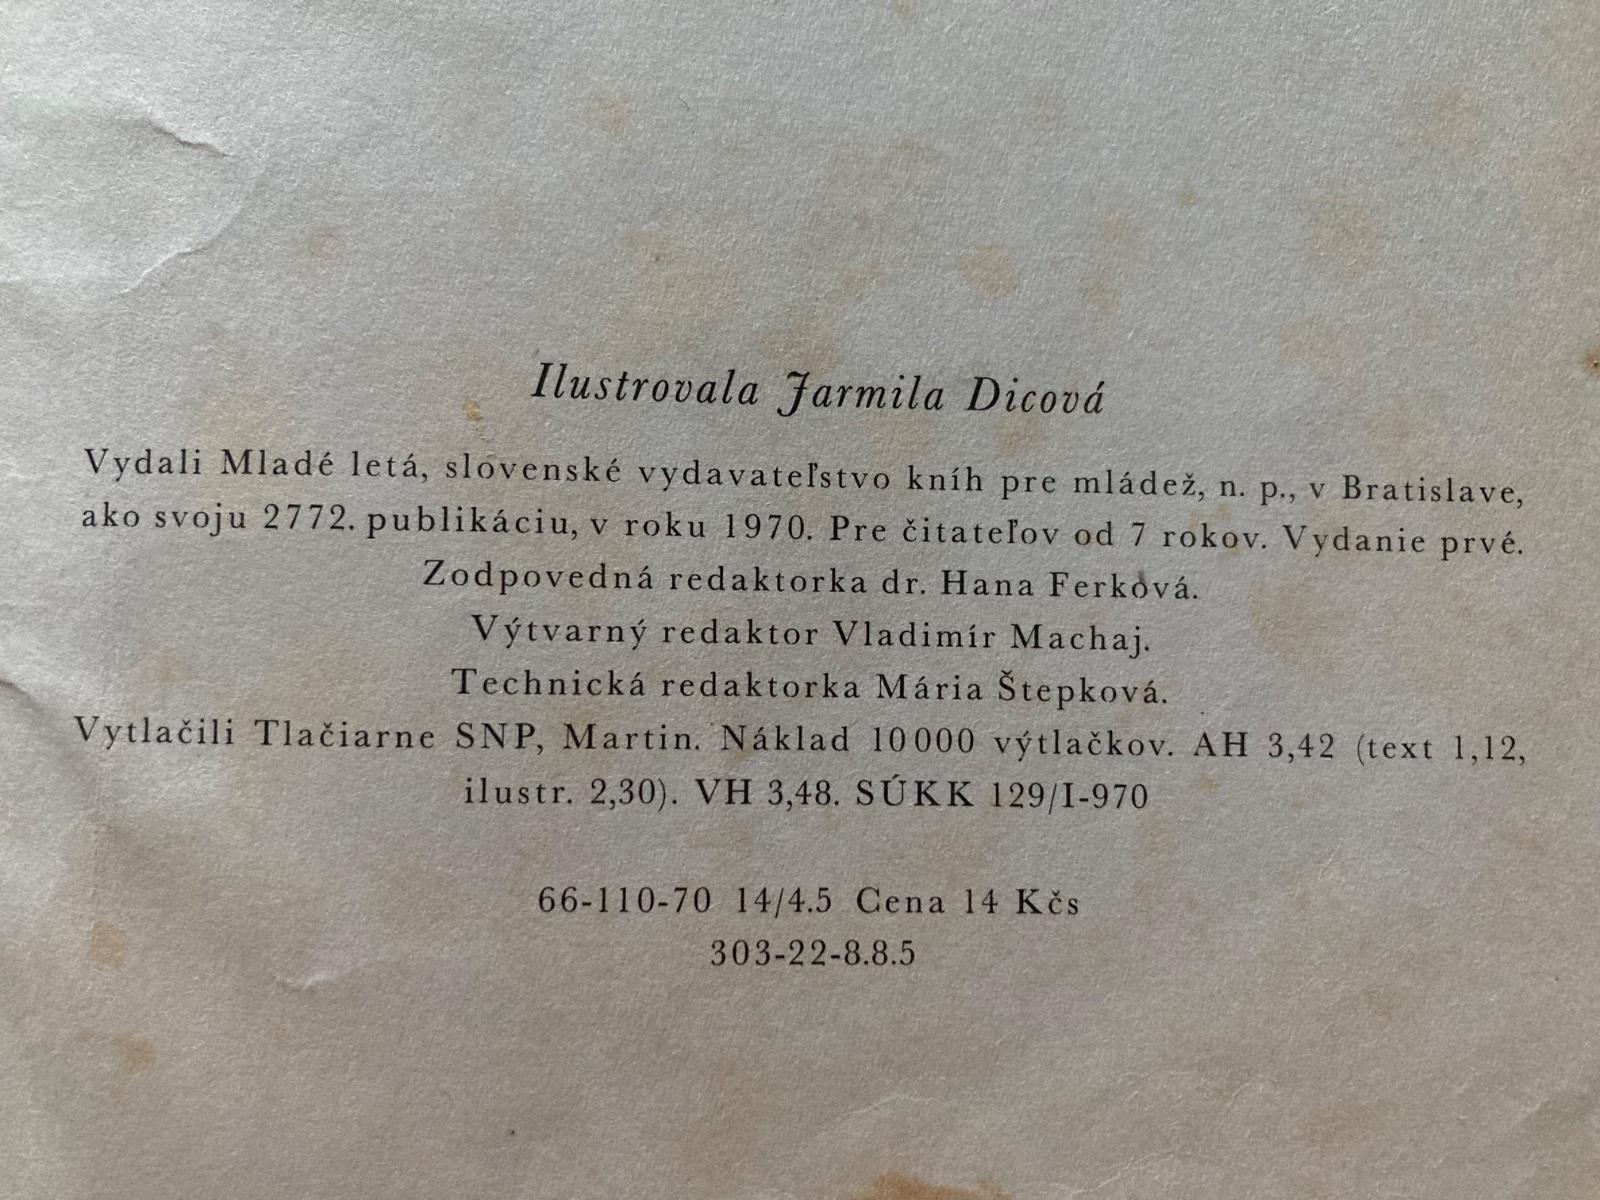 Ilustrovala Jarmila Dicová
Vydali Mladé letá, slovenské vydavateľstvo kníh pre mládež, n. p., v Bratislave,
ako svoju 2772. publikáciu, v roku 1970. Pre čitateľov od 7 rokov. Vydanie prvé.
Zodpovedná redaktorka dr. Hana Ferková.
Výtvarný redaktor Vladimír Machaj.
Technická redaktorka Mária Štepková.
Vytlačili Tlačiarne SNP, Martin. Náklad 10000 výtlačkov. AH 3,42 (text 1,12,
ilustr. 2,30). VH 3,48. SÚKK 129/I-970
66-110-70 14/4.5 Cena 14 Kčs
303-22-8.8.5